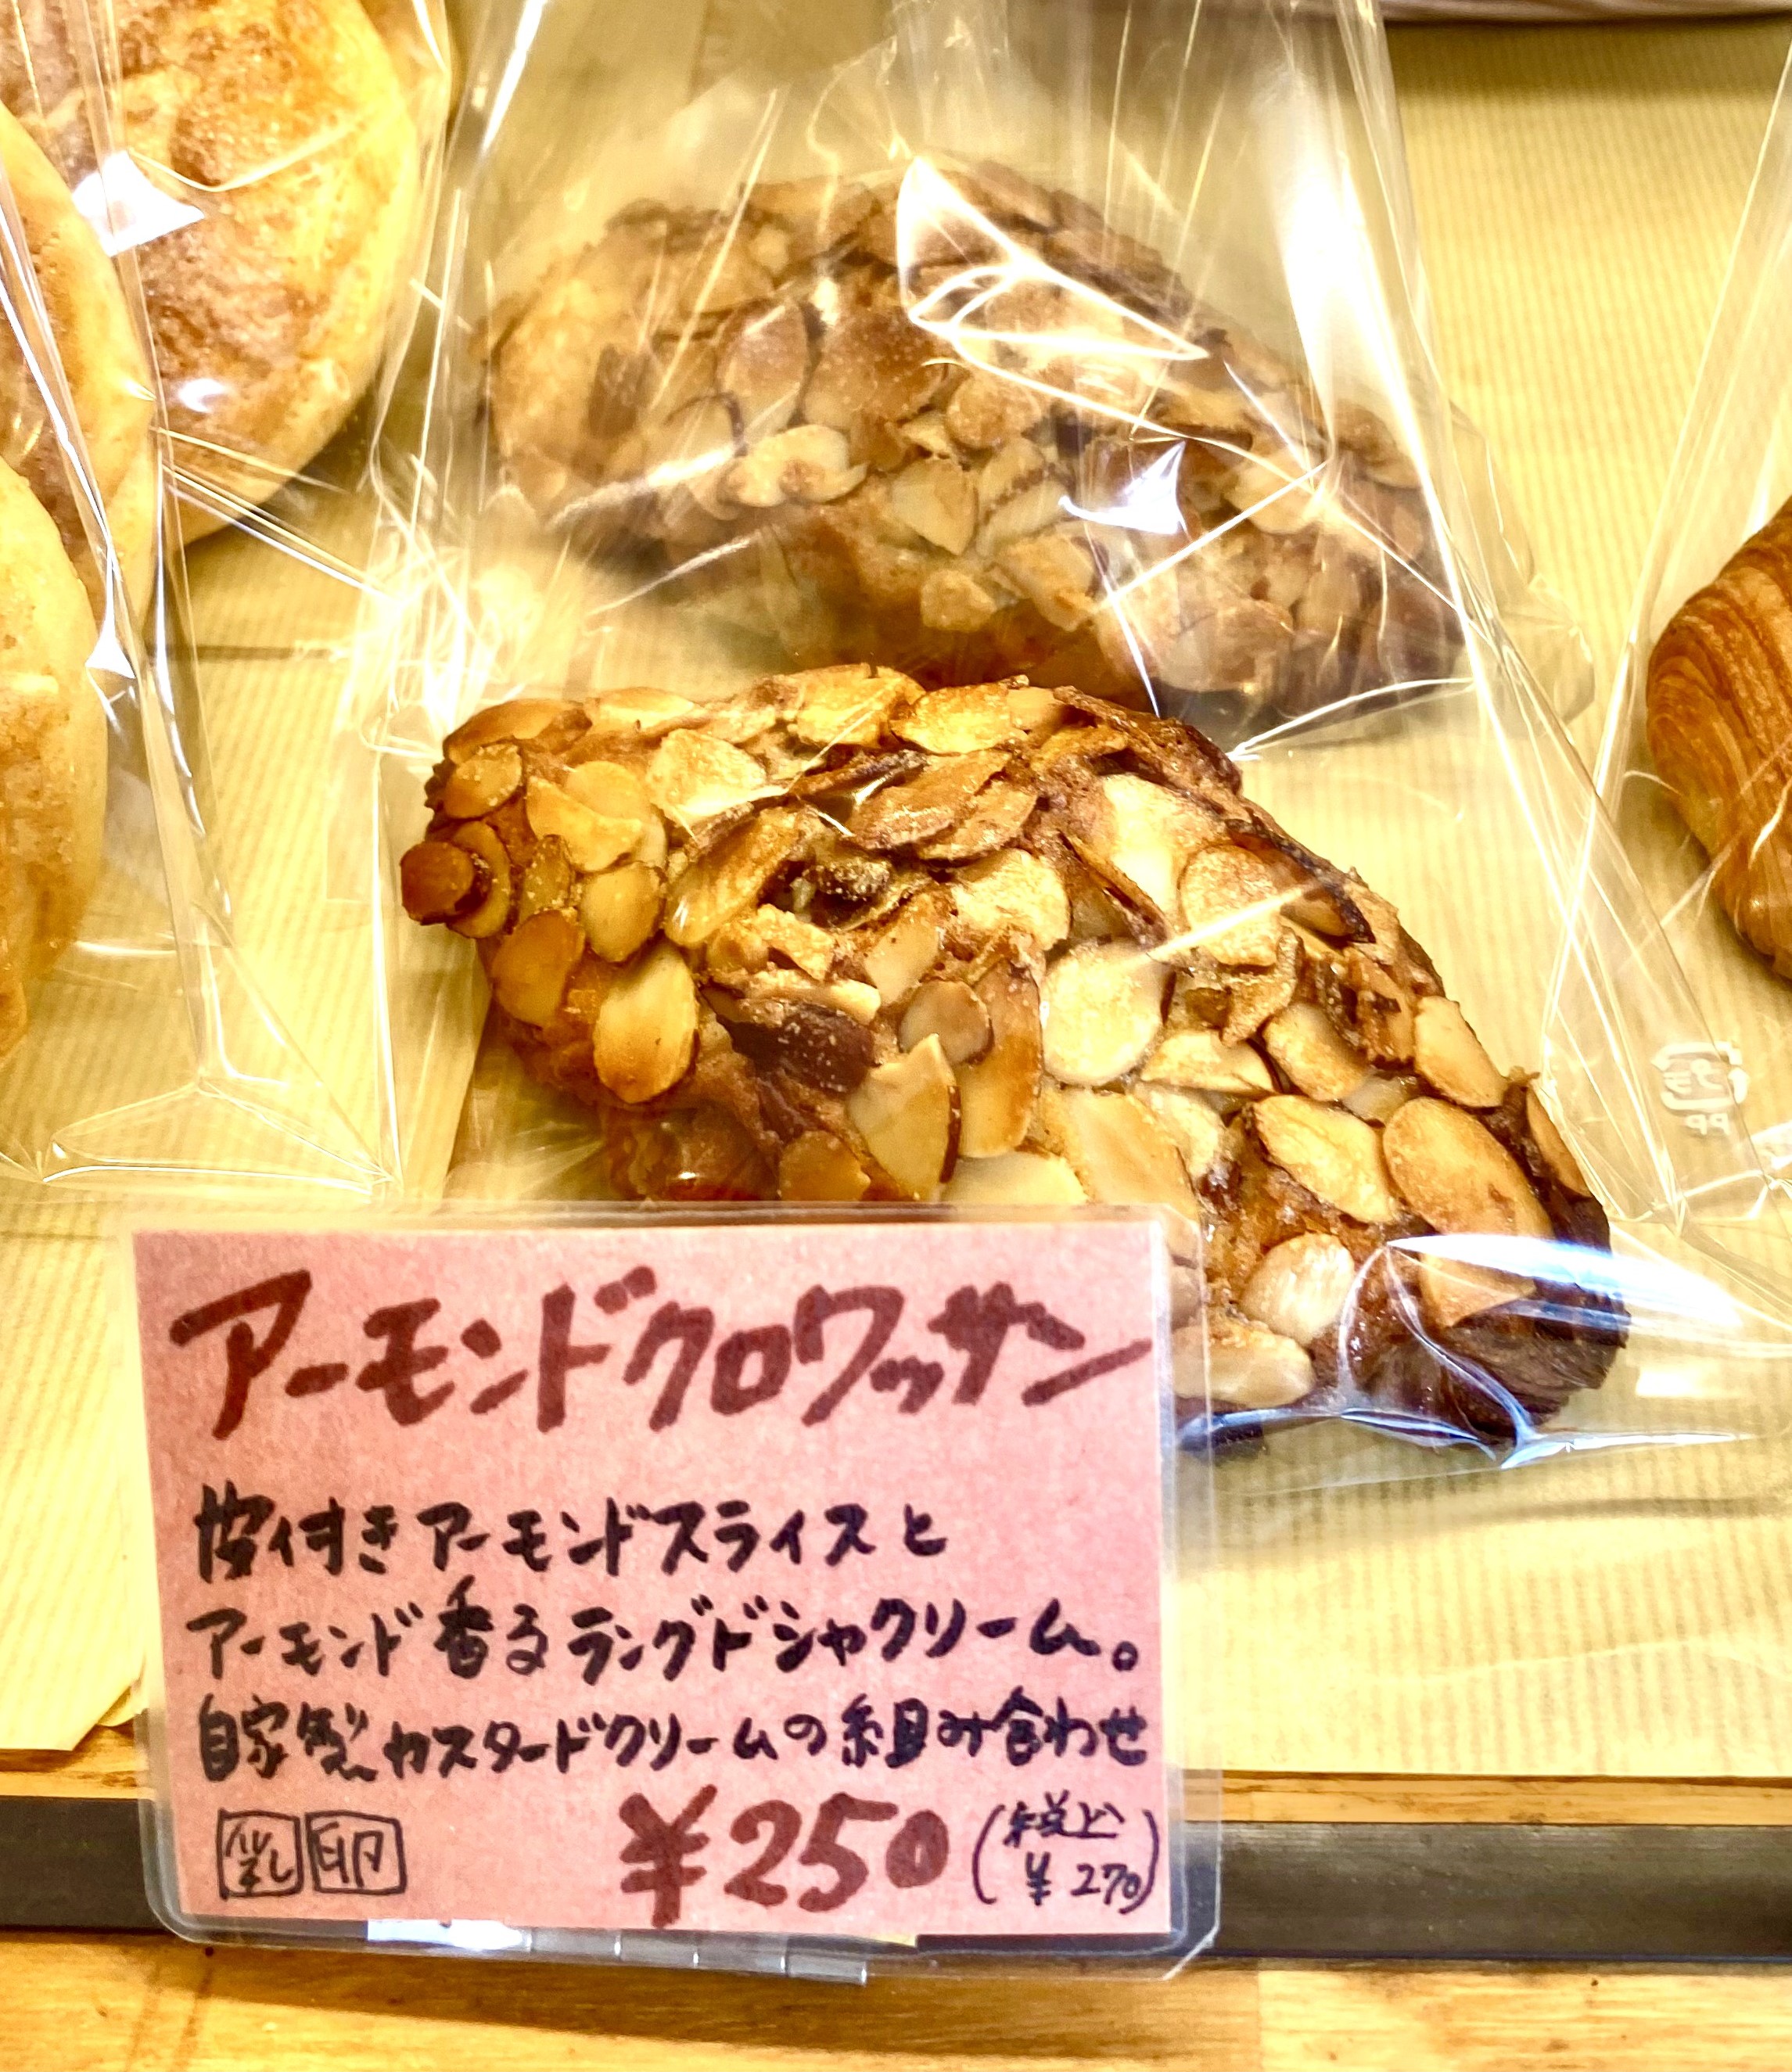 アーモンドクロワッサン
皮付きアーモンドスライスと
アーモンド香るラングドシャクリーム。
自家製カスタードクリームの組み合わせ
乳 卵 ¥250 (税込
¥270)
プラ
PP